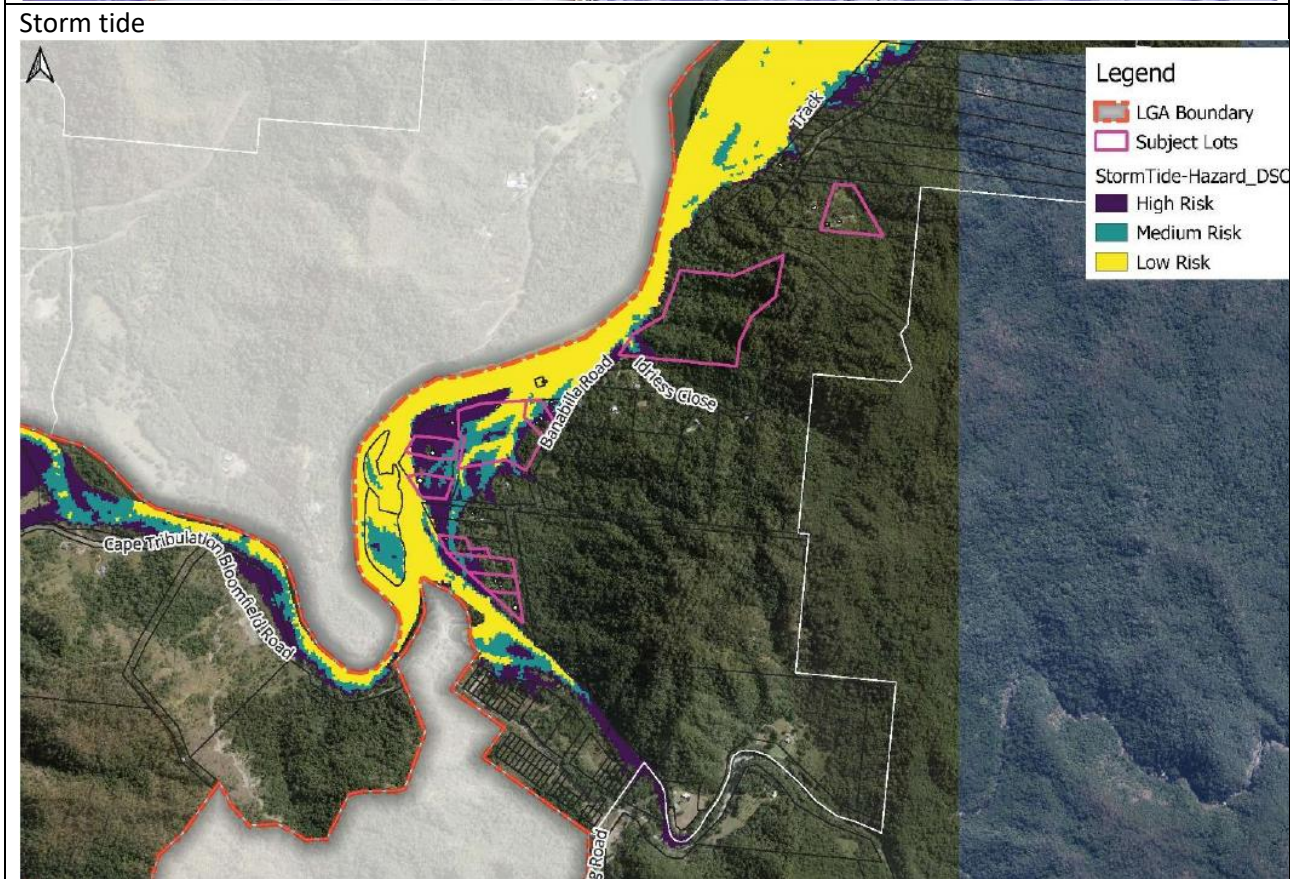 Storm tide
Legend
LGA Boundary
Subject Lots
StormTide-Hazard_DSC
High Risk
Medium Risk
Low Risk
Track
Idriess Close
Banabilla Road
Cape Tribulation Bloomfield Road
g Road